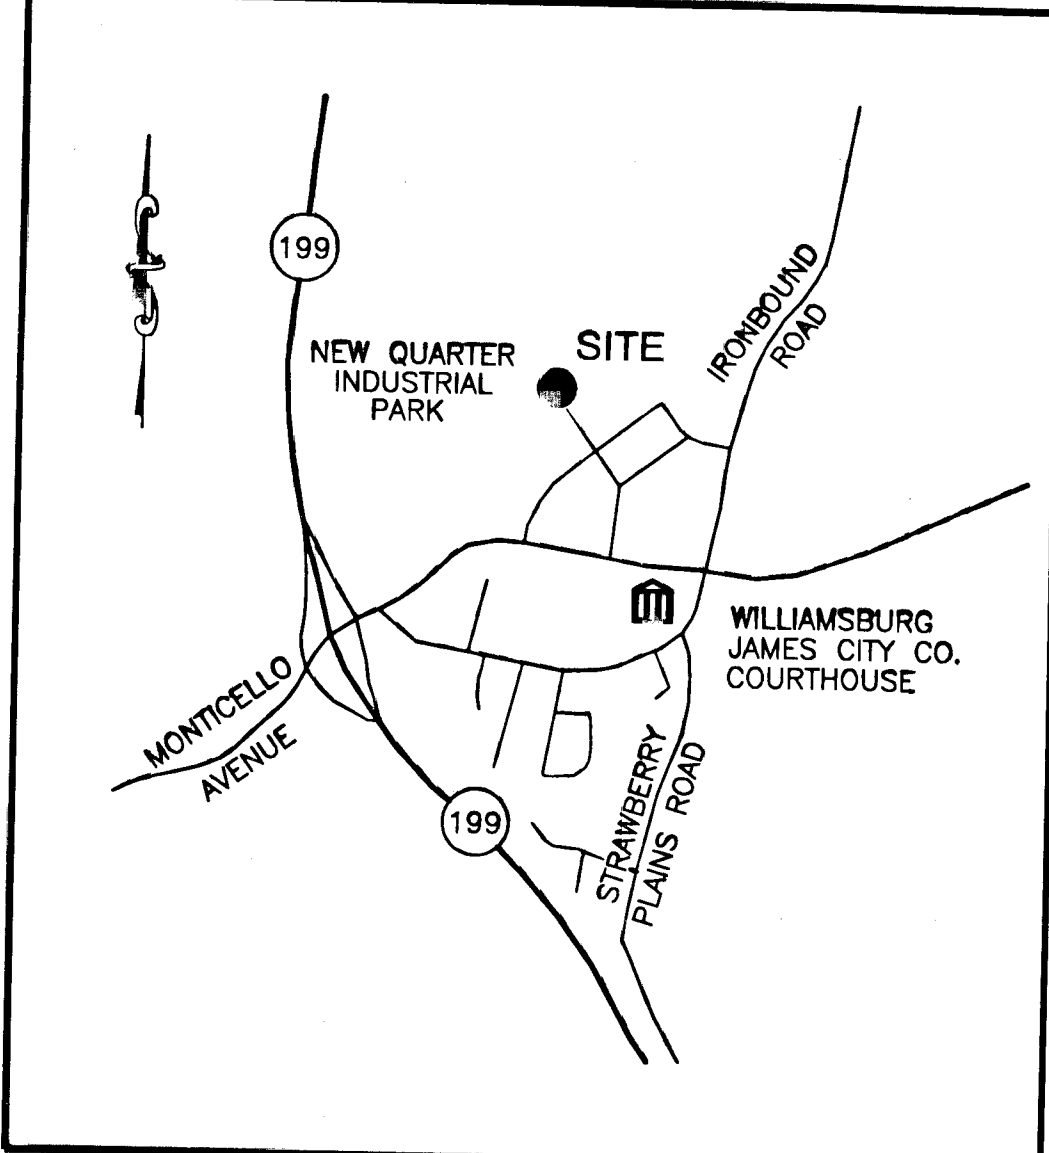 199
NEW QUARTER
INDUSTRIAL
PARK
SITE
IRONBOUND
ROAD
WILLIAMSBURG
JAMES CITY CO.
COURTHOUSE
MONTICELLO
AVENUE
199
STRAWBERRY
PLAINS ROAD